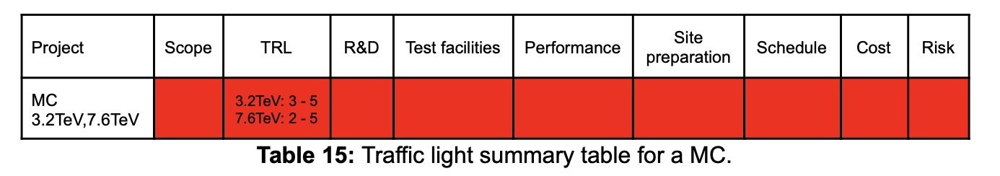 Project Scope TRL R&D Test facilities Performance Site preparation Schedule Cost Risk
MC 3.2TeV: 3 - 5
3.2TeV,7.6TeV 7.6TeV: 2 - 5
Table 15: Traffic light summary table for a MC.